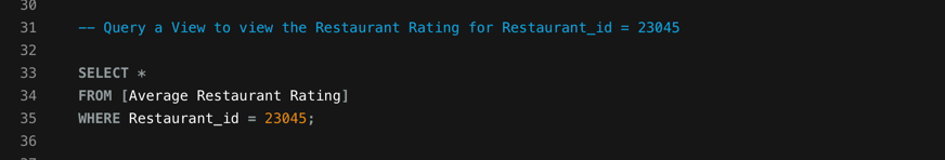 30
31 -- Query a View to view the Restaurant Rating for Restaurant_id = 23045
32
33 SELECT *
34 FROM [Average Restaurant Rating]
35 WHERE Restaurant_id = 23045;
36